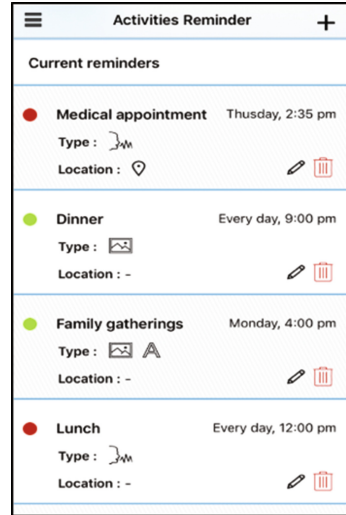 Activities Reminder
Current reminders
Medical appointment Thusday, 2:35 pm
Type :
Location :
Dinner Every day, 9:00 pm
Type :
Location : -
Family gatherings Monday, 4:00 pm
Type : A
Location : -
Lunch Every day, 12:00 pm
Type :
Location : -